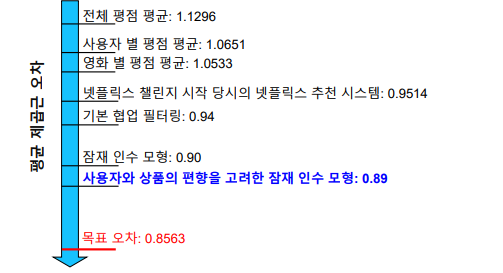 평균 제곱근 오차
전체 평점 평균: 1.1296
사용자 별 평점 평균: 1.0651
영화 별 평점 평균: 1.0533
넷플릭스 챌린지 시작 당시의 넷플릭스 추천 시스템: 0.9514
기본 협업 필터링: 0.94
잠재 인수 모형: 0.90
사용자와 상품의 편향을 고려한 잠재 인수 모형: 0.89
목표 오차: 0.8563